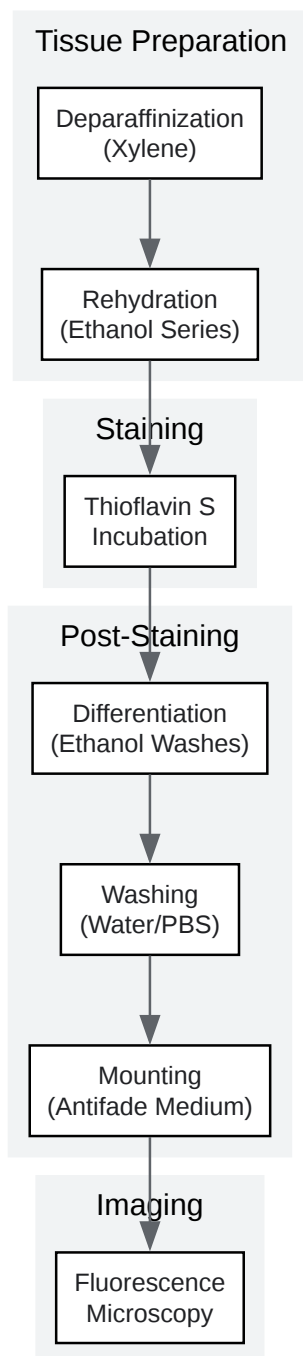 Tissue Preparation
Deparaffinization
(Xylene)
Rehydration
(Ethanol Series)
Staining
Thioflavin S
Incubation
Post-Staining
Differentiation
(Ethanol Washes)
Washing
(Water/PBS)
Mounting
(Antifade Medium)
Imaging
Fluorescence
Microscopy